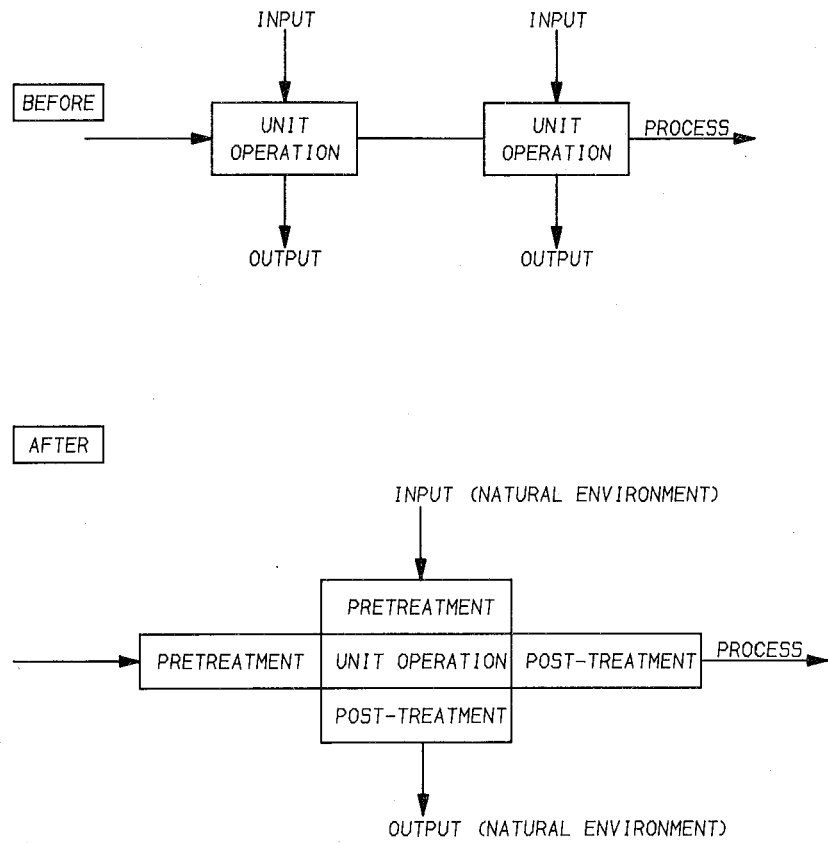 INPUT INPUT
BEFORE
UNIT OPERATION
UNIT OPERATION
PROCESS
OUTPUT OUTPUT
AFTER
INPUT (NATURAL ENVIRONMENT)
PRETREATMENT
PRETREATMENT
UNIT OPERATION
POST-TREATMENT
PROCESS
POST-TREATMENT
OUTPUT (NATURAL ENVIRONMENT)